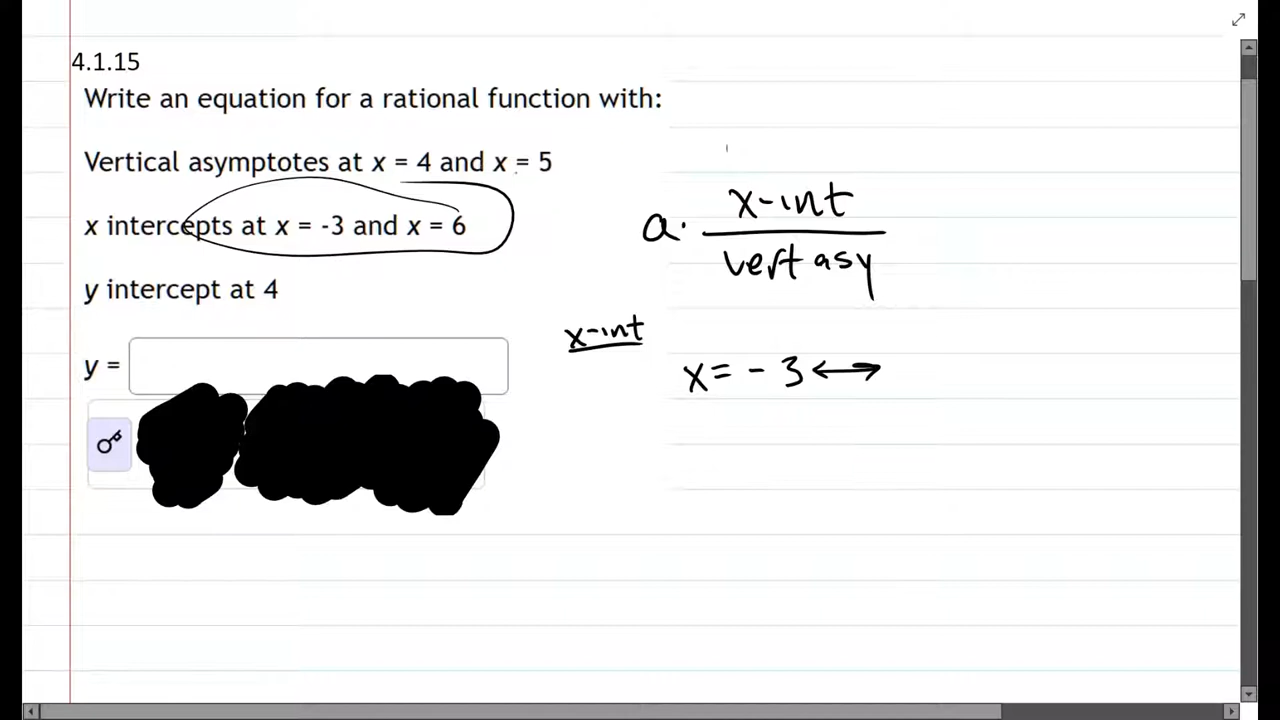 4.1.15
Write an equation for a rational function with:
Vertical asymptotes at x = 4 and x = 5
x intercepts at x = -3 and x = 6
y intercept at 4
y =
a · x-int
vert asy
x-int
x = -3 ↔